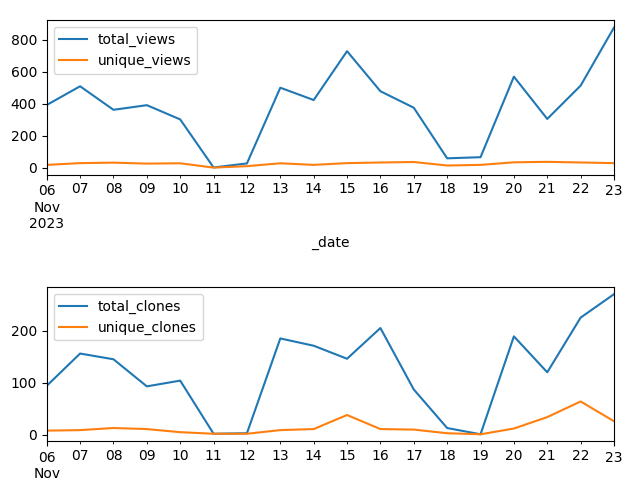 total_views
unique_views
800
600
400
200
0
06 07 08 09 10 11 12 13 14 15 16 17 18 19 20 21 22 23
Nov
2023
_date
total_clones
unique_clones
200
100
0
06 07 08 09 10 11 12 13 14 15 16 17 18 19 20 21 22 23
Nov